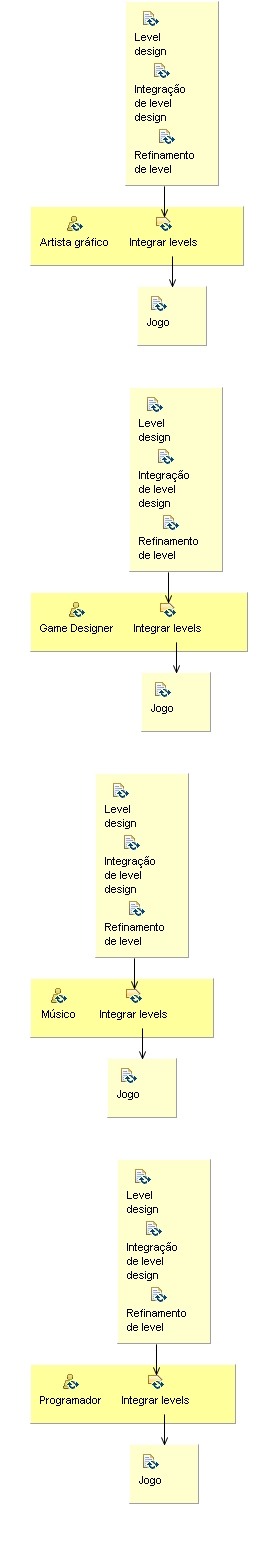 Level
design
Integração
de level
design
Refinamento
de level
Artista gráfico
Integrar levels
Jogo
Level
design
Integração
de level
design
Refinamento
de level
Game Designer
Integrar levels
Jogo
Level
design
Integração
de level
design
Refinamento
de level
Músico
Integrar levels
Jogo
Level
design
Integração
de level
design
Refinamento
de level
Programador
Integrar levels
Jogo